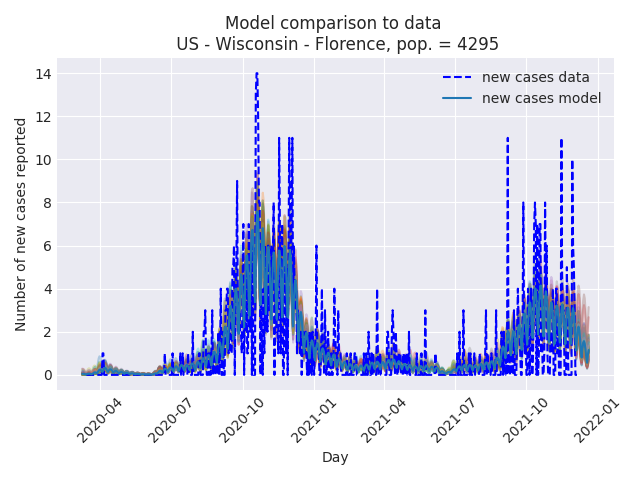 Model comparison to data
US - Wisconsin - Florence, pop. = 4295
new cases data
new cases model
Number of new cases reported
14
12
10
8
6
4
2
0
2020-04
2020-07
2020-10
2021-01
2021-04
2021-07
2021-10
2022-01
Day